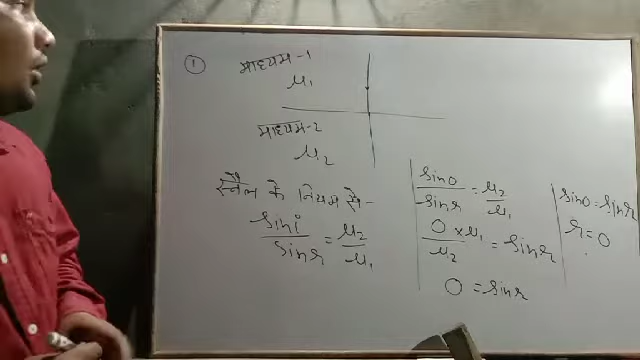 ①
माध्यम-1
μ₁
माध्यम-2
μ₂
स्नैल के नियम से-
sin i / sin r = μ₂ / μ₁
sin 0 / sin r = μ₂ / μ₁
0 × μ₁ / μ₂ = sin r
0 = sin r
sin 0 = sin r
r = 0